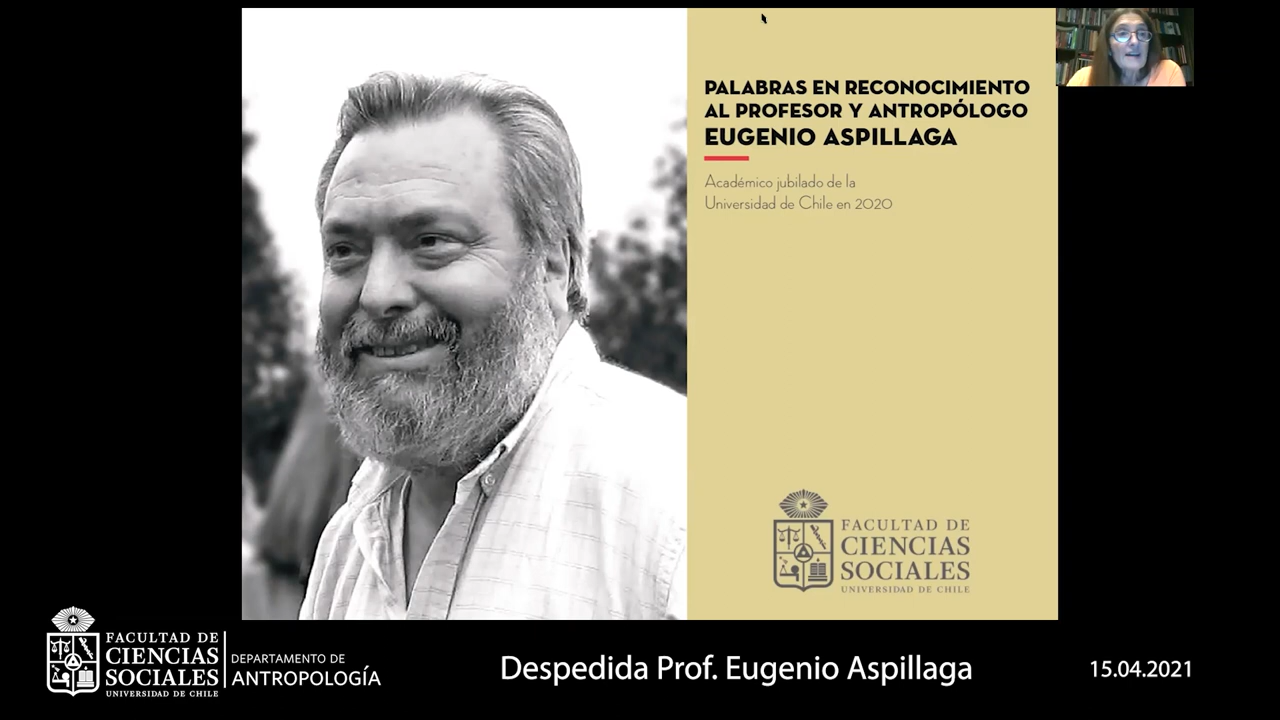 PALABRAS EN RECONOCIMIENTO
AL PROFESOR Y ANTROPÓLOGO
EUGENIO ASPILLAGA
Académico jubilado de la
Universidad de Chile en 2020
FACULTAD DE
CIENCIAS
SOCIALES
UNIVERSIDAD DE CHILE
FACULTAD DE
CIENCIAS
SOCIALES
UNIVERSIDAD DE CHILE
DEPARTAMENTO DE
ANTROPOLOGÍA
Despedida Prof. Eugenio Aspillaga
15.04.2021